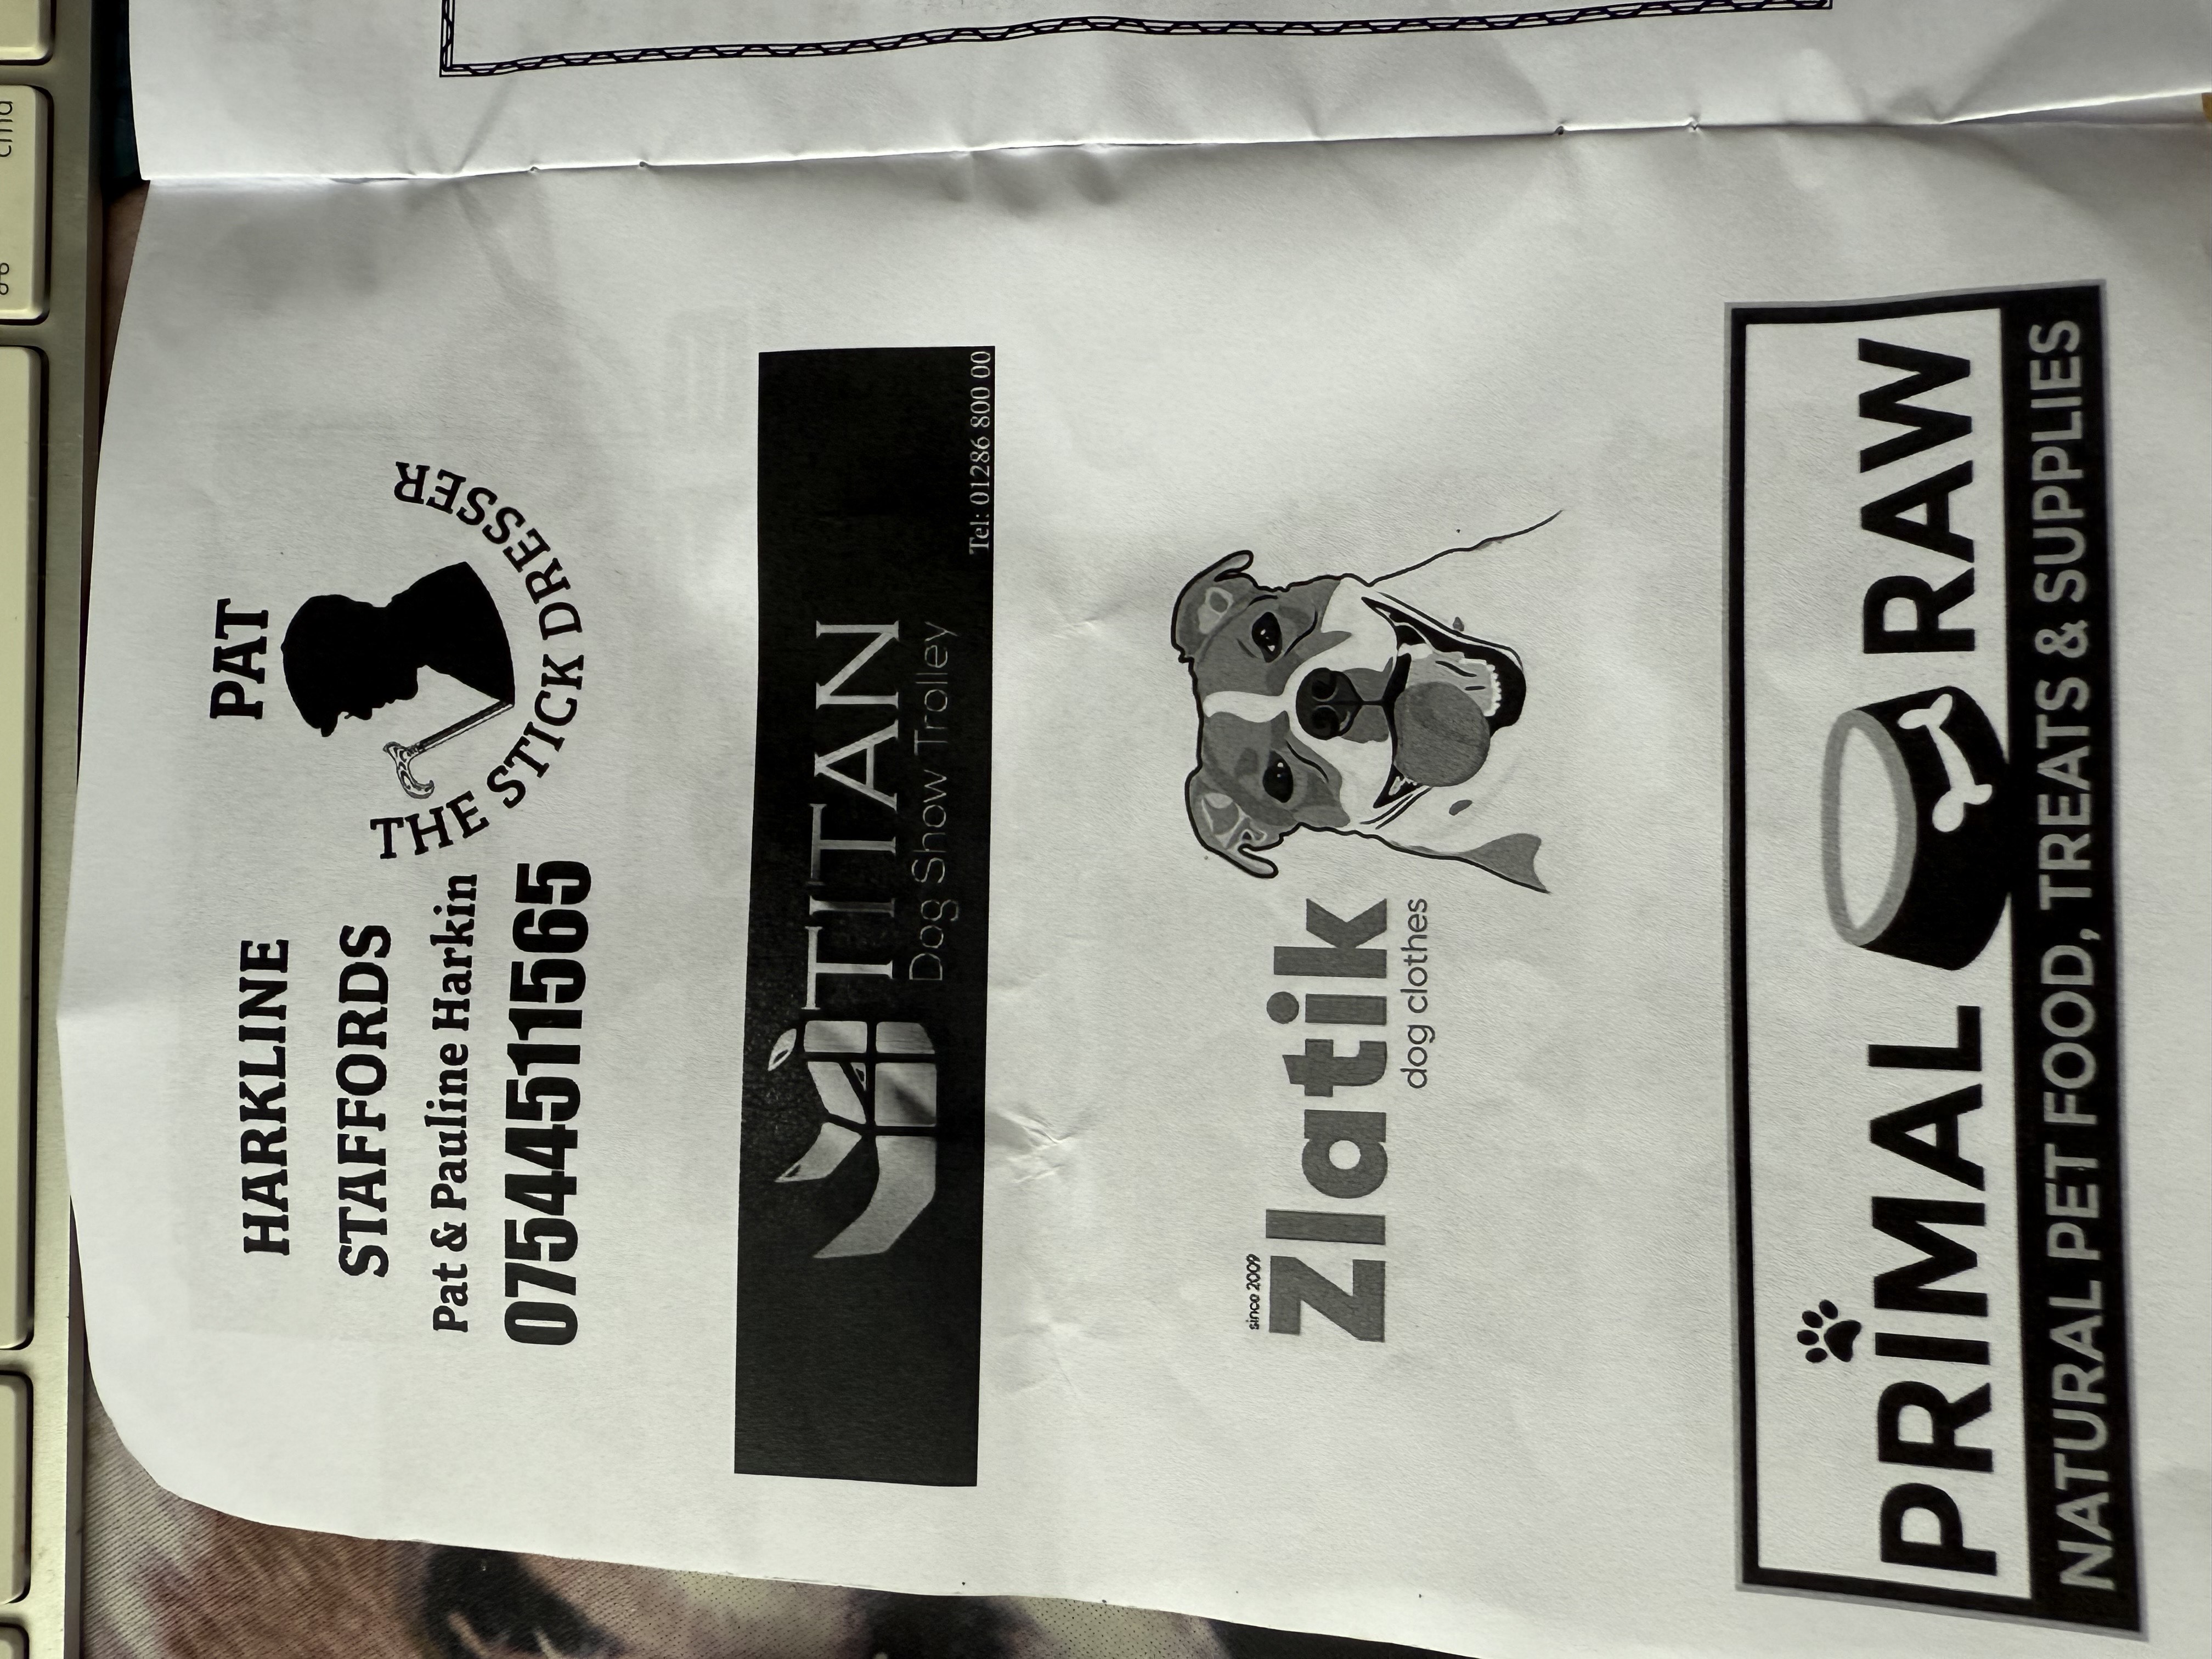 HARKLINE
STAFFORDS
Pat & Pauline Harkin
07544511565
PAT
THE STICK DRESSER
TITAN
Dog Show Trolley
Tel: 01286 800 00
since 2009
Zlatik
dog clothes
PRIMAL RAW
NATURAL PET FOOD, TREATS & SUPPLIES
cmd
⌘